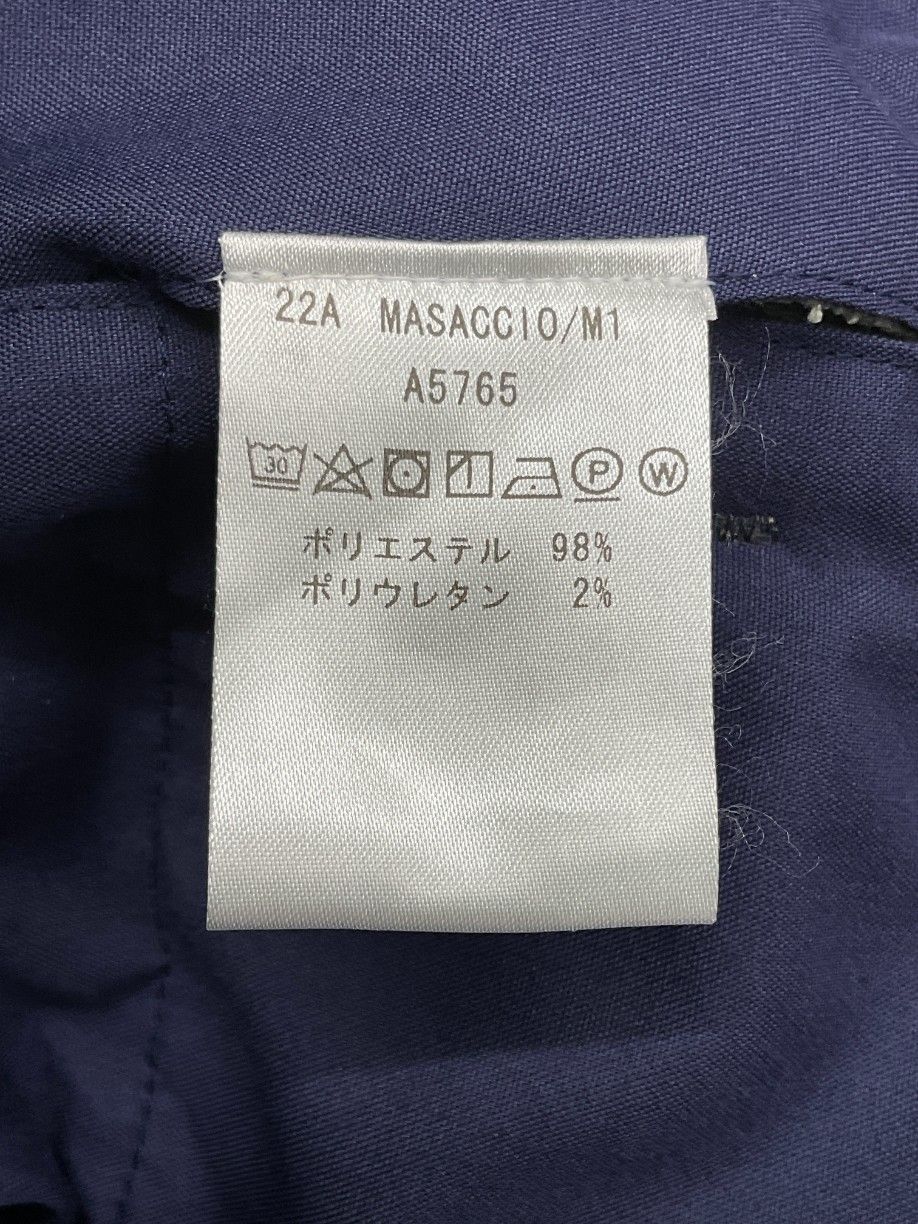 22A MASACCIO/M1
A5765
30 P W
ポリエステル 98%
ポリウレタン 2%